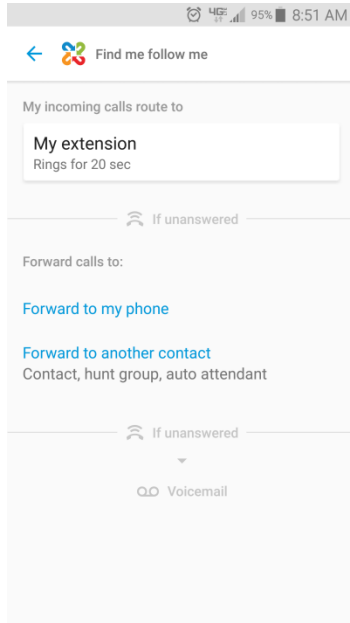 4G LTE 95% 8:51 AM
Find me follow me
My incoming calls route to
My extension
Rings for 20 sec
If unanswered
Forward calls to:
Forward to my phone
Forward to another contact
Contact, hunt group, auto attendant
If unanswered
Voicemail